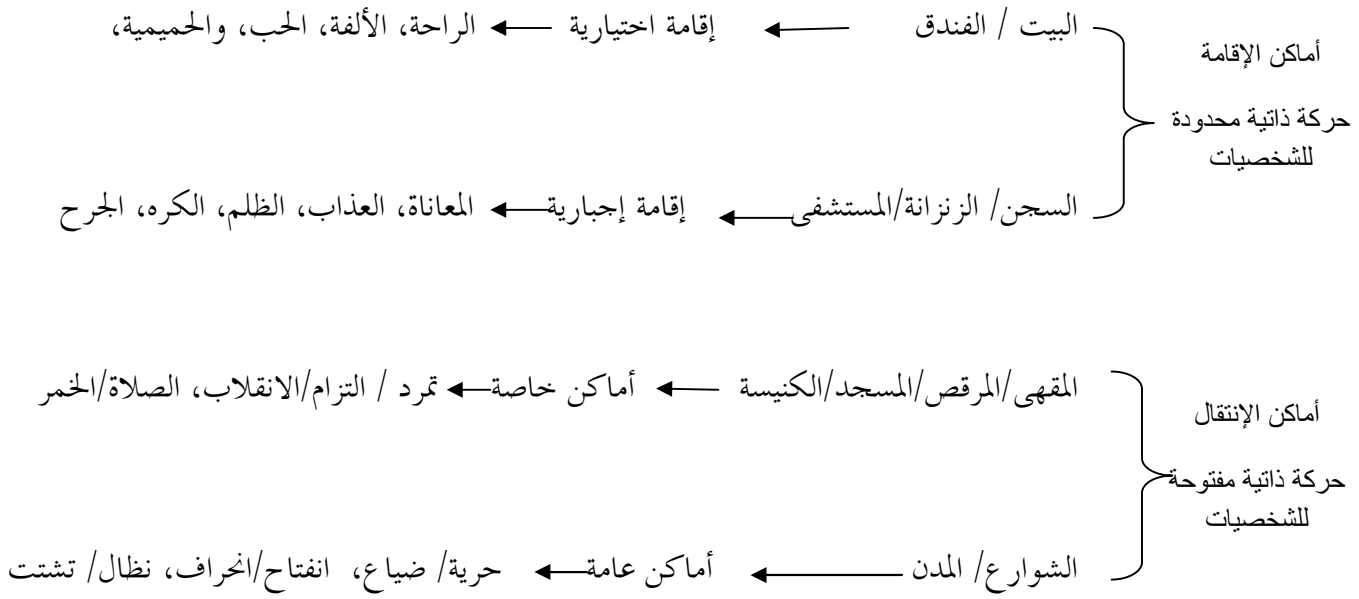 البيت / الفندق ← إقامة اختيارية ← الراحة، الألفة، الحب، والحميمية،
أماكن الإقامة
حركة ذاتية محدودة
للشخصيات
السجن/ الزنزانة/المستشفى ← إقامة إجبارية ← المعاناة، العذاب، الظلم، الكره، الجرح
المقهى/المرقص/المسجد/الكنيسة ← أماكن خاصة ← تمرد / التزام/الانقلاب، الصلاة/الخمر
أماكن الإنتقال
حركة ذاتية مفتوحة
للشخصيات
الشوارع/ المدن ← أماكن عامة ← حرية/ ضياع، انفتاح/انحراف، نظال/ تشتت